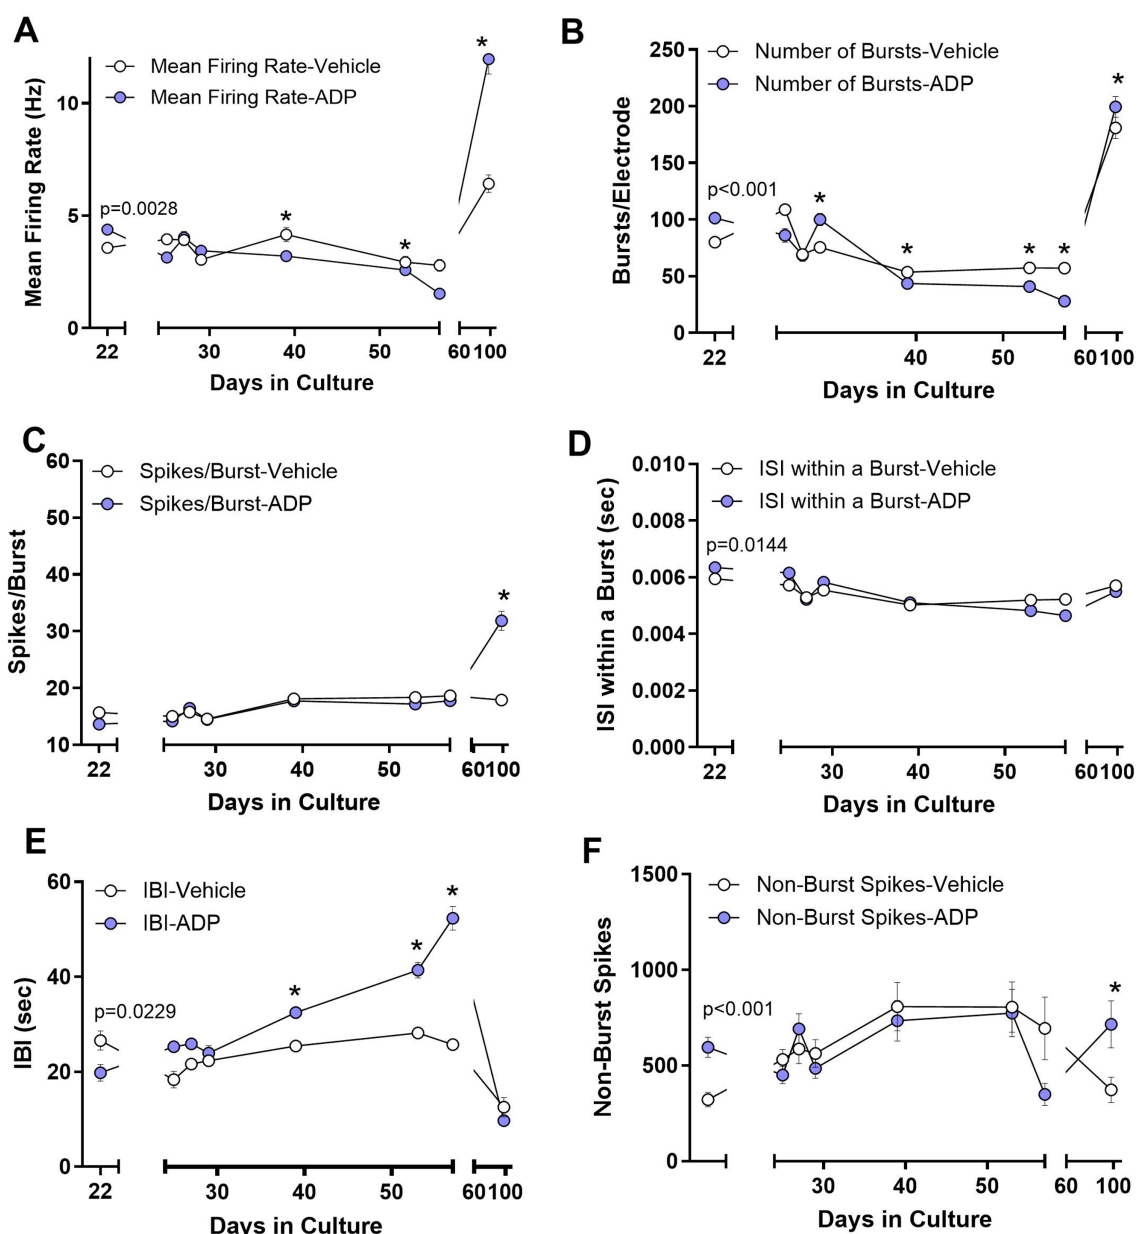 A
Mean Firing Rate-Vehicle
Mean Firing Rate-ADP
*
Mean Firing Rate (Hz)
10
5
0
p=0.0028
*
*
22
30
40
50
60 100
Days in Culture
B
Number of Bursts-Vehicle
Number of Bursts-ADP
Bursts/Electrode
250
200
150
100
50
0
*
p<0.001
*
*
*
*
22
40
50
60 100
Days in Culture
C
Spikes/Burst-Vehicle
Spikes/Burst-ADP
Spikes/Burst
60
50
40
30
20
10
*
22
30
40
50
60 100
Days in Culture
D
ISI within a Burst-Vehicle
ISI within a Burst-ADP
ISI within a Burst (sec)
0.010
0.008
0.006
0.004
0.002
0.000
p=0.0144
22
30
40
50
60 100
Days in Culture
E
IBI-Vehicle
IBI-ADP
IBI (sec)
60
40
20
0
p=0.0229
*
*
*
22
30
40
50
60 100
Days in Culture
F
Non-Burst Spikes-Vehicle
Non-Burst Spikes-ADP
Non-Burst Spikes
1500
1000
500
0
p<0.001
*
30
40
50
60 100
Days in Culture